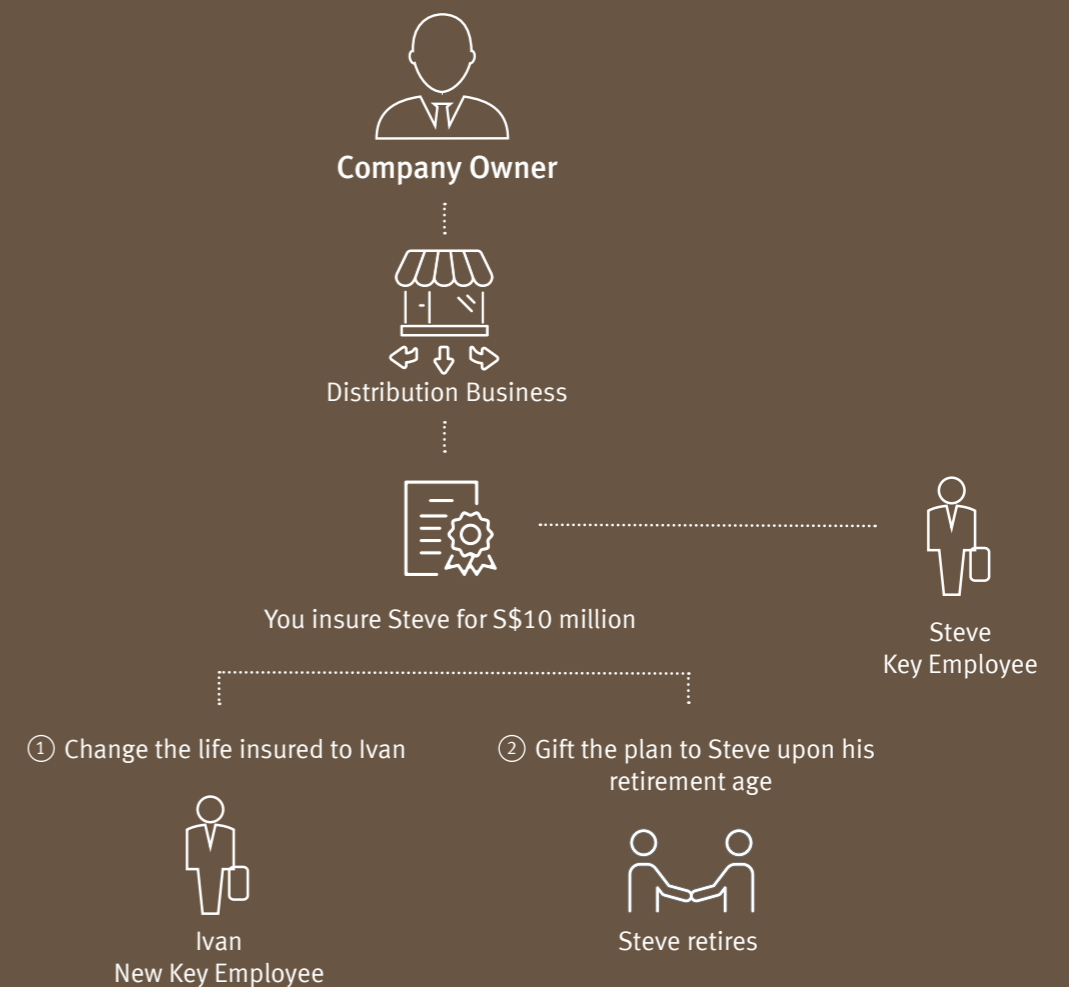 Company Owner
Distribution Business
You insure Steve for S$10 million
Steve
Key Employee
① Change the life insured to Ivan
② Gift the plan to Steve upon his
retirement age
Ivan
New Key Employee
Steve retires